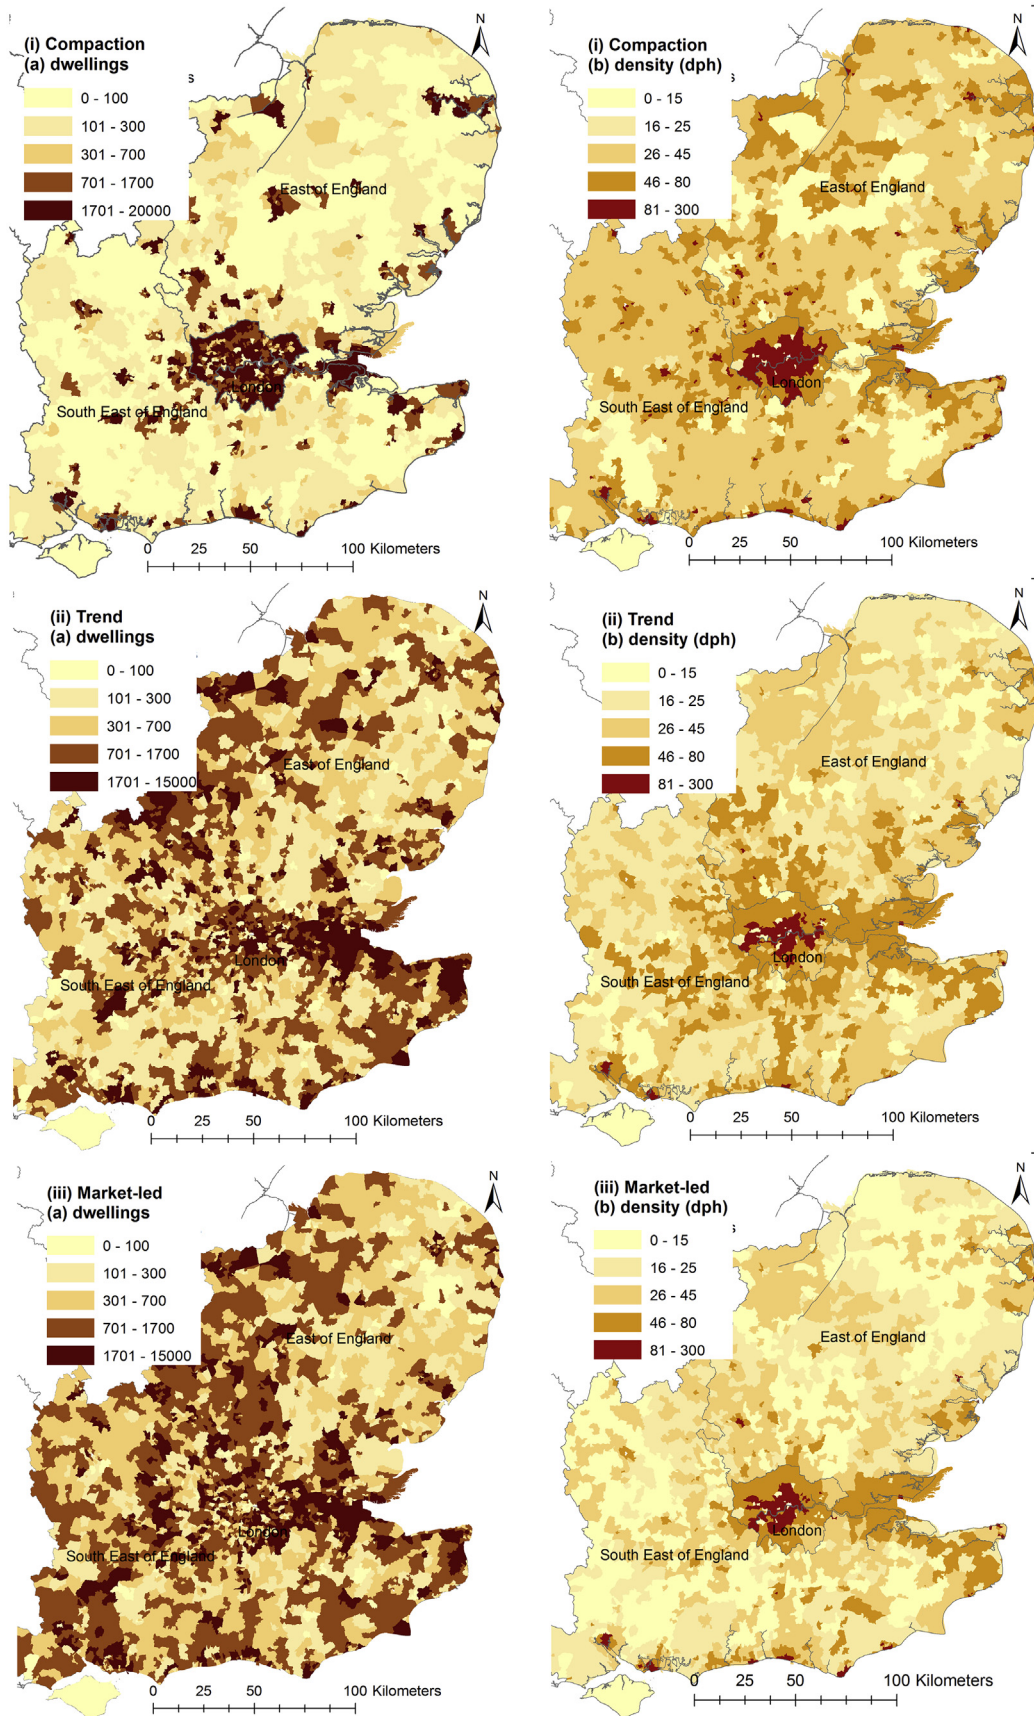 (i) Compaction
(a) dwellings
s
0 - 100
101 - 300
301 - 700
701 - 1700
1701 - 20000
N
East of England
London
South East of England
0 25 50 100 Kilometers
(i) Compaction
(b) density (dph)
s
0 - 15
16 - 25
26 - 45
46 - 80
81 - 300
N
East of England
London
South East of England
0 25 50 100 Kilometers
(ii) Trend
(a) dwellings
0 - 100
101 - 300
301 - 700
701 - 1700
1701 - 15000
N
East of England
London
South East of England
0 25 50 100 Kilometers
(ii) Trend
(b) density (dph)
0 - 15
16 - 25
26 - 45
46 - 80
81 - 300
N
East of England
London
South East of England
0 25 50 100 Kilometers
(iii) Market-led
(a) dwellings
0 - 100
101 - 300
301 - 700
701 - 1700
1701 - 15000
N
East of England
London
South East of England
0 25 50 100 Kilometers
(iii) Market-led
(b) density (dph)
s
0 - 15
16 - 25
26 - 45
46 - 80
81 - 300
N
East of England
London
South East of England
0 25 50 100 Kilometers